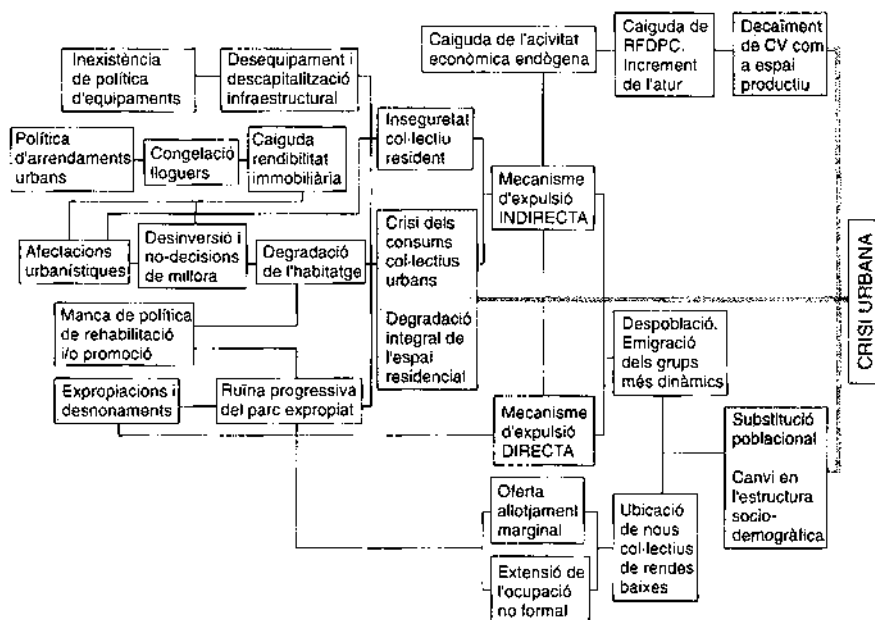 Inexistència
de política
d'equipaments
Desequipament i
descapitalització
infraestructural
Caiguda de l'acivitat
econòmica endògena
Caiguda de
RFDPC.
Increment
de l'atur
Decaïment
de CV com
a espai
productiu
Política
d'arrendaments
urbans
Congelació
lloguers
Caiguda
rendibilitat
immobiliària
Inseguretat
col·lectiu
resident
Mecanisme
d'expulsió
INDIRECTA
Afectacions
urbanístiques
Desinversió i
no-decisions
de millora
Degradació
de l'habitatge
Crisi dels
consums
col·lectius
urbans
Degradació
integral de
l'espai
residencial
CRISI URBANA
Manca de política
de rehabilitació
i/o promoció
Despoblació.
Emigració
dels grups
més dinàmics
Expropiacions i
desnonaments
Ruïna progressiva
del parc expropiat
Mecanisme
d'expulsió
DIRECTA
Substitució
poblacional
Canvi en
l'estructura
socio-
demogràfica
Oferta
allotjament
marginal
Ubicació
de nous
col·lectius
de rendes
baixes
Extensió de
l'ocupació
no formal